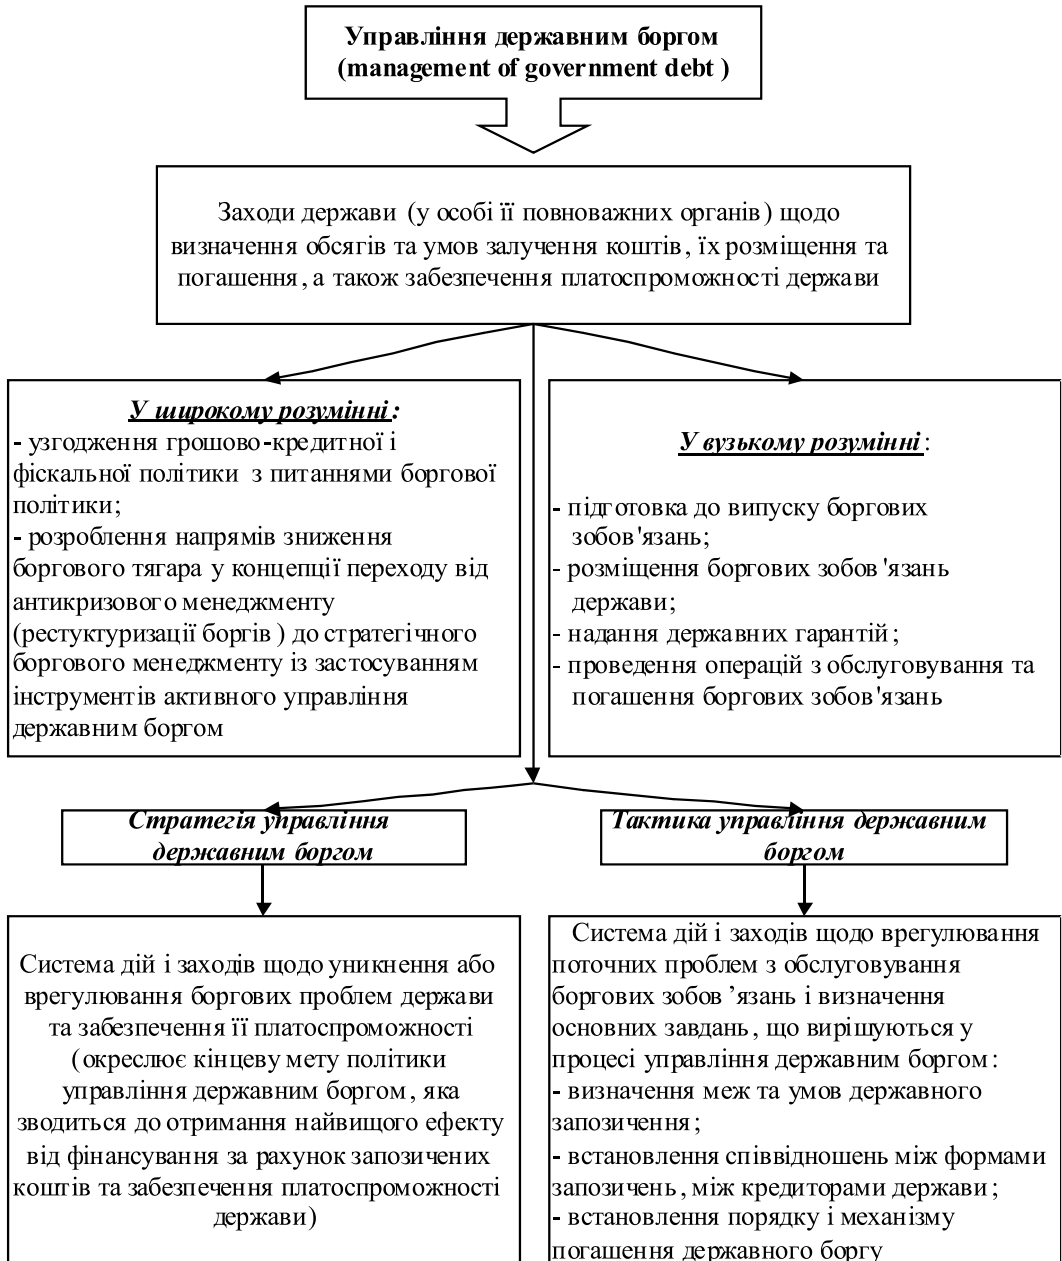 Управління державним боргом
(management of government debt )
Заходи держави (у особі її повноважних органів) щодо
визначення обсягів та умов залучення коштів, їх розміщення та
погашення, а також забезпечення платоспроможності держави
У широкому розумінні:
- узгодження грошово-кредитної і
фіскальної політики з питаннями боргової
політики;
- розроблення напрямів зниження
боргового тягара у концепції переходу від
антикризового менеджменту
(рестуктуризації боргів ) до стратегічного
боргового менеджменту із застосуванням
інструментів активного управління
державним боргом
У вузькому розумінні:
- підготовка до випуску боргових
зобов'язань;
- розміщення боргових зобов'язань
держави;
- надання державних гарантій;
- проведення операцій з обслуговування та
погашення боргових зобов'язань
Стратегія управління
державним боргом
Тактика управління державним
боргом
Система дій і заходів щодо уникнення або
врегулювання боргових проблем держави
та забезпечення її платоспроможності
(окреслює кінцеву мету політики
управління державним боргом, яка
зводиться до отримання найвищого ефекту
від фінансування за рахунок запозичених
коштів та забезпечення платоспроможності
держави)
Система дій і заходів щодо врегулювання
поточних проблем з обслуговування
боргових зобов’язань і визначення
основних завдань, що вирішуються у
процесі управління державним боргом:
- визначення меж та умов державного
запозичення;
- встановлення співвідношень між формами
запозичень, між кредиторами держави;
- встановлення порядку і механізму
погашення державного боргу